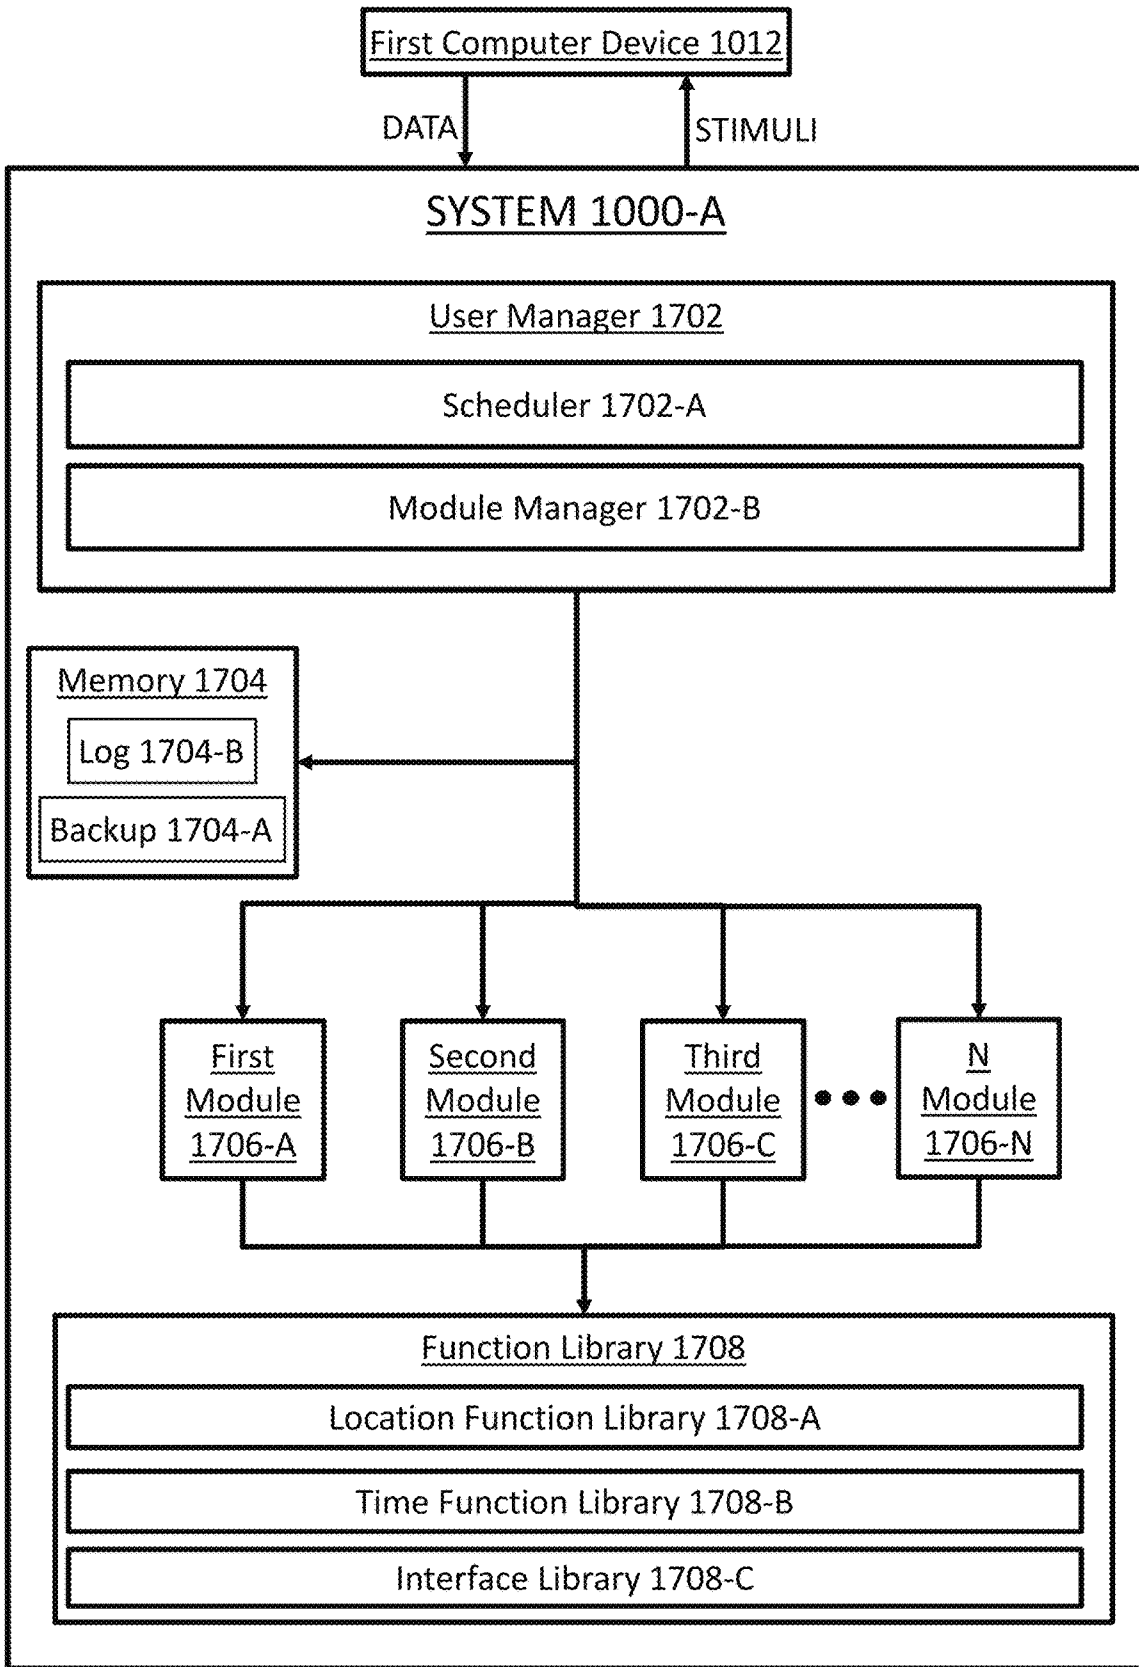 First Computer Device 1012
DATA
STIMULI
SYSTEM 1000-A
User Manager 1702
Scheduler 1702-A
Module Manager 1702-B
Memory 1704
Log 1704-B
Backup 1704-A
First
Module
1706-A
Second
Module
1706-B
Third
Module
1706-C
N
Module
1706-N
Function Library 1708
Location Function Library 1708-A
Time Function Library 1708-B
Interface Library 1708-C